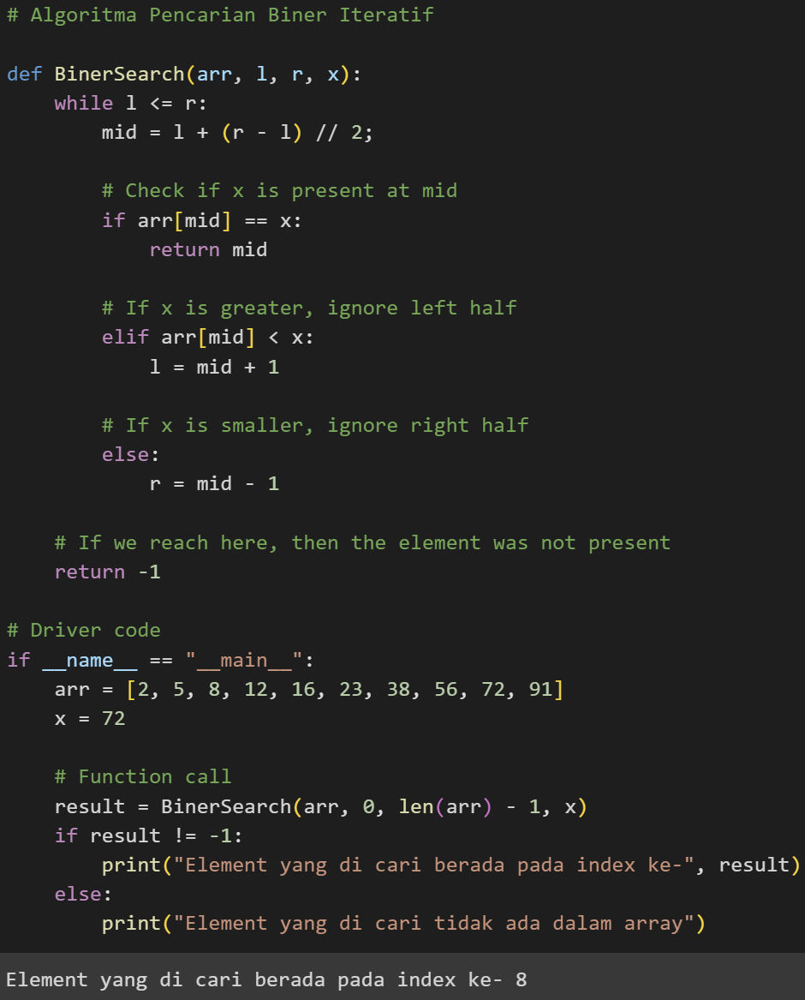 # Algoritma Pencarian Biner Iteratif
def BinerSearch(arr, l, r, x):
    while l <= r:
        mid = l + (r - l) // 2;
        # Check if x is present at mid
        if arr[mid] == x:
            return mid
        # If x is greater, ignore left half
        elif arr[mid] < x:
            l = mid + 1
        # If x is smaller, ignore right half
        else:
            r = mid - 1
    # If we reach here, then the element was not present
    return -1
# Driver code
if __name__ == "__main__":
    arr = [2, 5, 8, 12, 16, 23, 38, 56, 72, 91]
    x = 72
    # Function call
    result = BinerSearch(arr, 0, len(arr) - 1, x)
    if result != -1:
        print("Element yang di cari berada pada index ke-", result)
    else:
        print("Element yang di cari tidak ada dalam array")
Element yang di cari berada pada index ke- 8